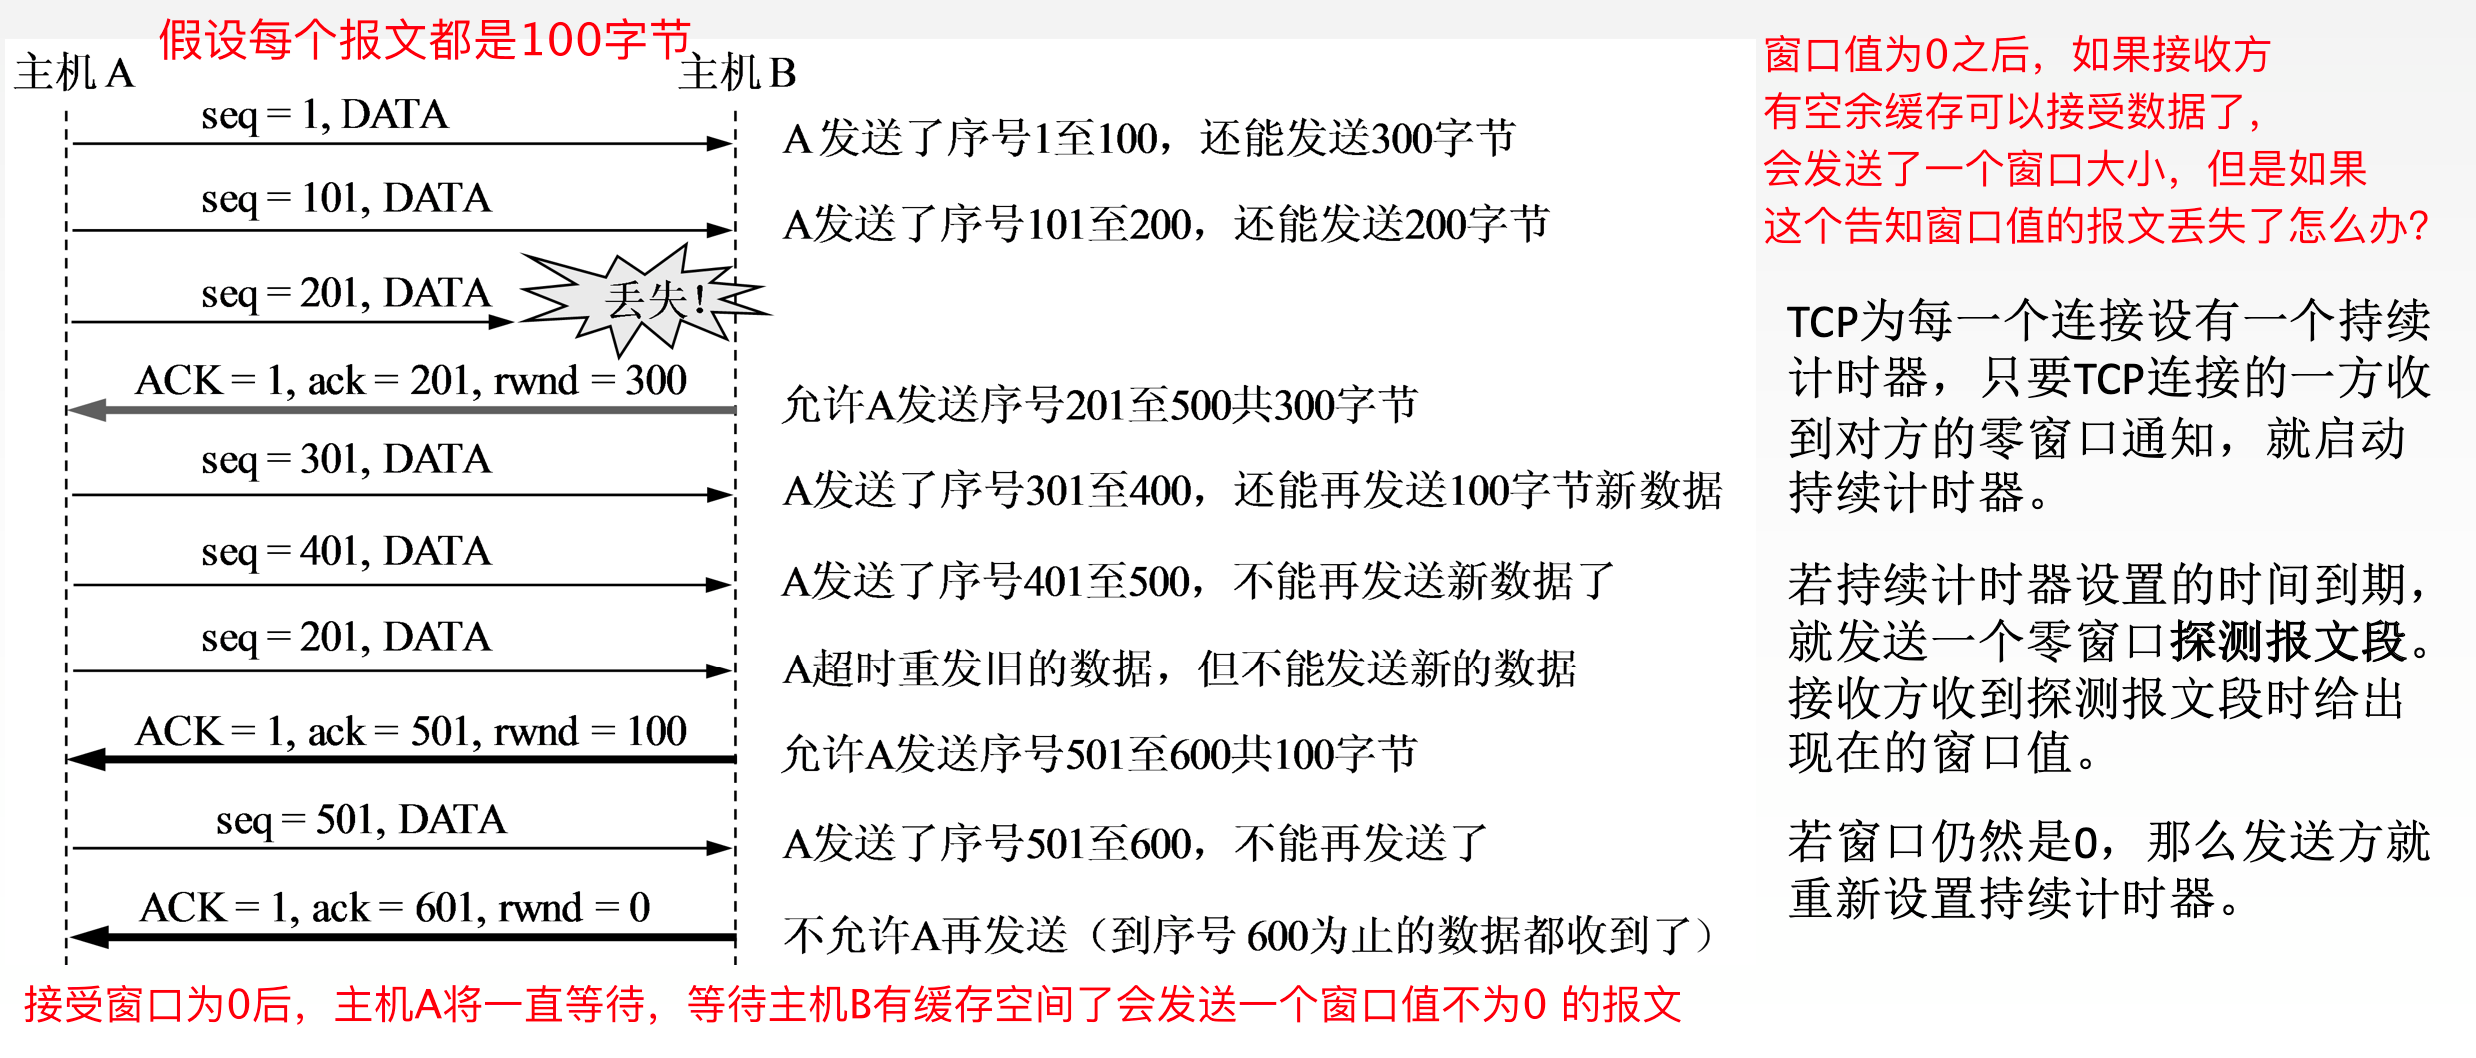 假设每个报文都是100字节
主机 A
主机 B
seq = 1, DATA
A 发送了序号1至100，还能发送300字节
seq = 101, DATA
A发送了序号101至200，还能发送200字节
seq = 201, DATA
丢失！
ACK = 1, ack = 201, rwnd = 300
允许A发送序号201至500共300字节
seq = 301, DATA
A发送了序号301至400，还能再发送100字节新数据
seq = 401, DATA
A发送了序号401至500，不能再发送新数据了
seq = 201, DATA
A超时重发旧的数据，但不能发送新的数据
ACK = 1, ack = 501, rwnd = 100
允许A发送序号501至600共100字节
seq = 501, DATA
A发送了序号501至600，不能再发送了
ACK = 1, ack = 601, rwnd = 0
不允许A再发送（到序号 600为止的数据都收到了）
接受窗口为0后，主机A将一直等待，等待主机B有缓存空间了会发送一个窗口值不为0 的报文
窗口值为0之后，如果接收方
有空余缓存可以接受数据了，
会发送了一个窗口大小，但是如果
这个告知窗口值的报文丢失了怎么办？
TCP为每一个连接设有一个持续
计时器，只要TCP连接的一方收
到对方的零窗口通知，就启动
持续计时器。
若持续计时器设置的时间到期，
就发送一个零窗口探测报文段。
接收方收到探测报文段时给出
现在的窗口值。
若窗口仍然是0，那么发送方就
重新设置持续计时器。